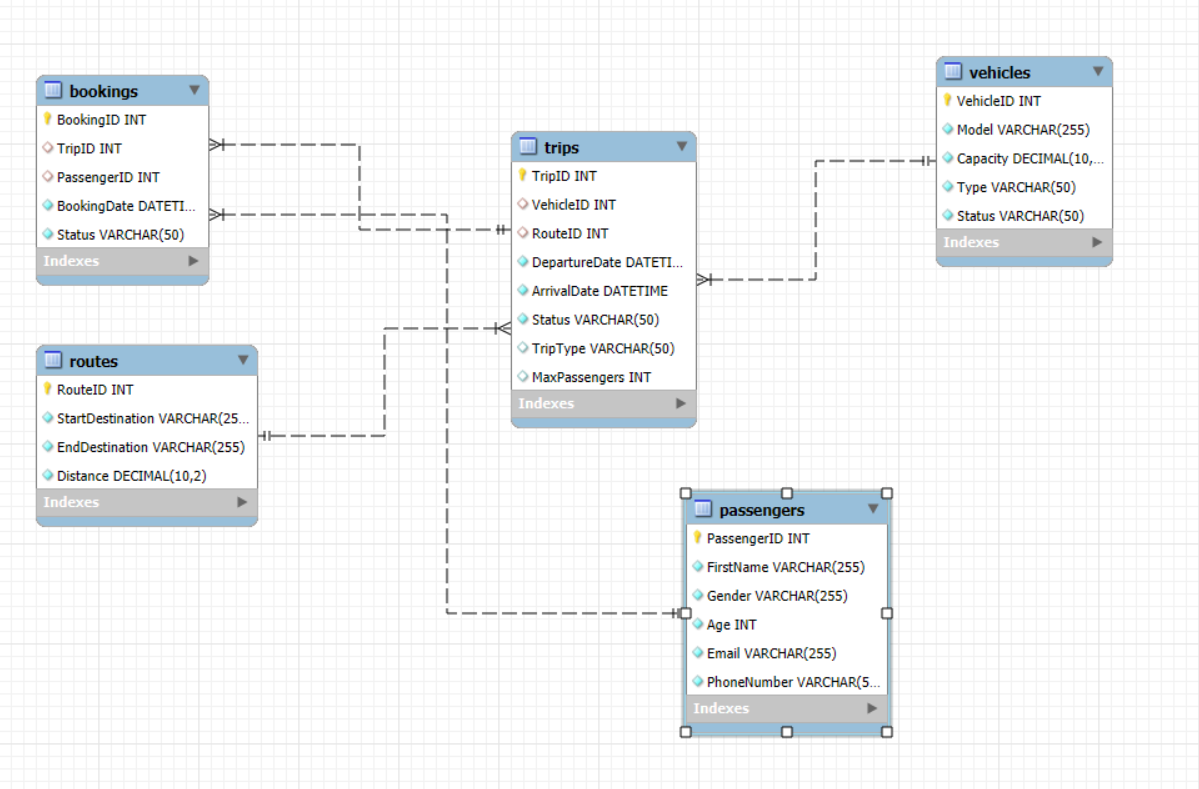 bookings
BookingID INT
TripID INT
PassengerID INT
BookingDate DATETI...
Status VARCHAR(50)
Indexes
routes
RouteID INT
StartDestination VARCHAR(25...
EndDestination VARCHAR(255)
Distance DECIMAL(10,2)
Indexes
trips
TripID INT
VehicleID INT
RouteID INT
DepartureDate DATETI...
ArrivalDate DATETIME
Status VARCHAR(50)
TripType VARCHAR(50)
MaxPassengers INT
Indexes
vehicles
VehicleID INT
Model VARCHAR(255)
Capacity DECIMAL(10,...
Type VARCHAR(50)
Status VARCHAR(50)
Indexes
passengers
PassengerID INT
FirstName VARCHAR(255)
Gender VARCHAR(255)
Age INT
Email VARCHAR(255)
PhoneNumber VARCHAR(5...
Indexes